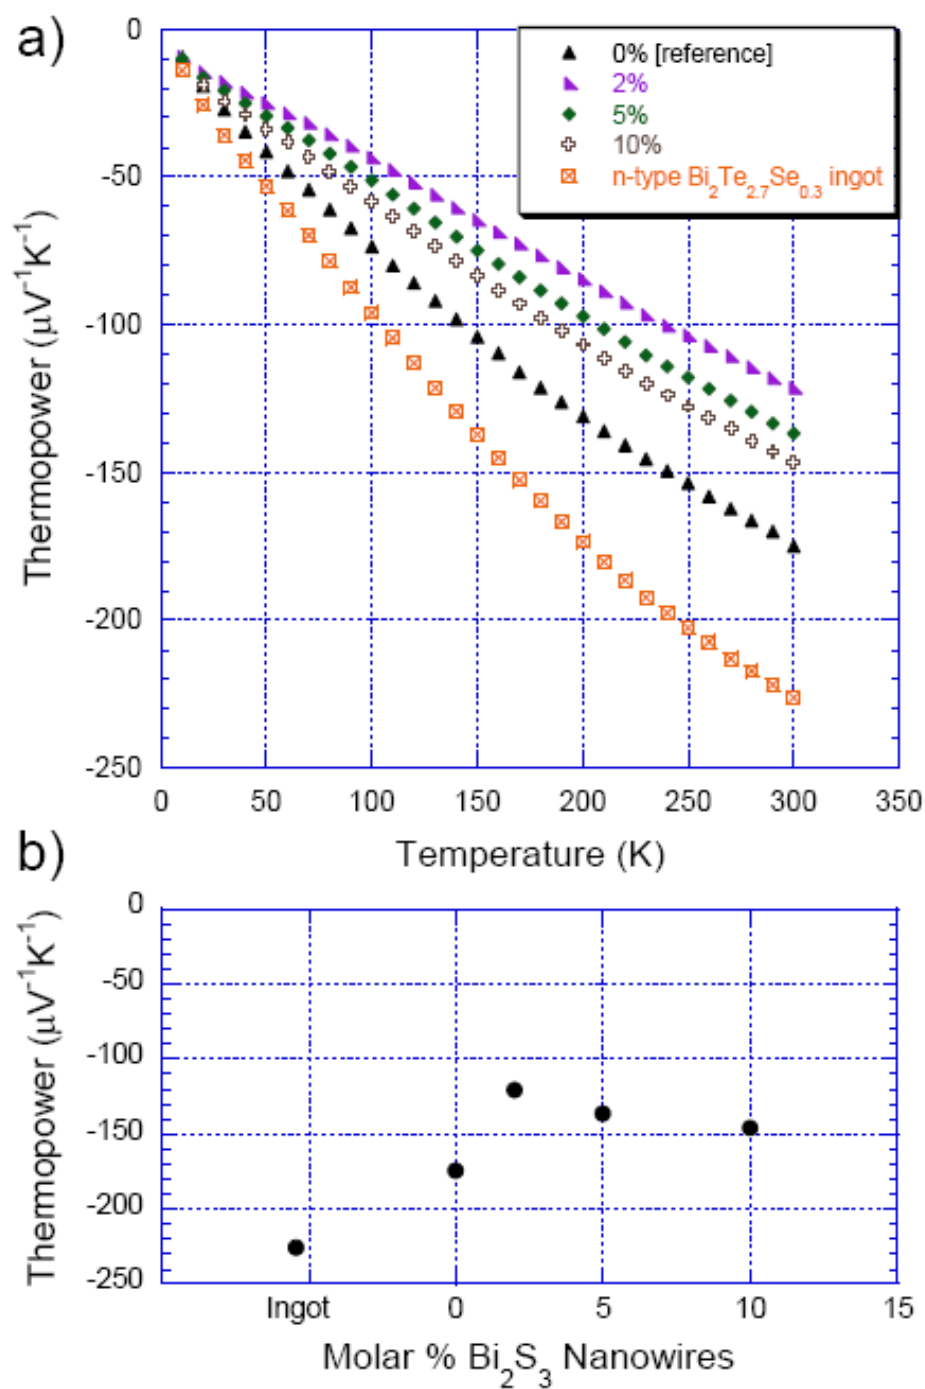 a)
0
-50
-100
-150
-200
-250
Thermopower (μV⁻¹K⁻¹)
0% [reference]
2%
5%
10%
n-type Bi₂Te₂.₇Se₀.₃ ingot
0 50 100 150 200 250 300 350
Temperature (K)
b)
0
-50
-100
-150
-200
-250
Thermopower (μV⁻¹K⁻¹)
Ingot 0 5 10 15
Molar % Bi₂S₃ Nanowires